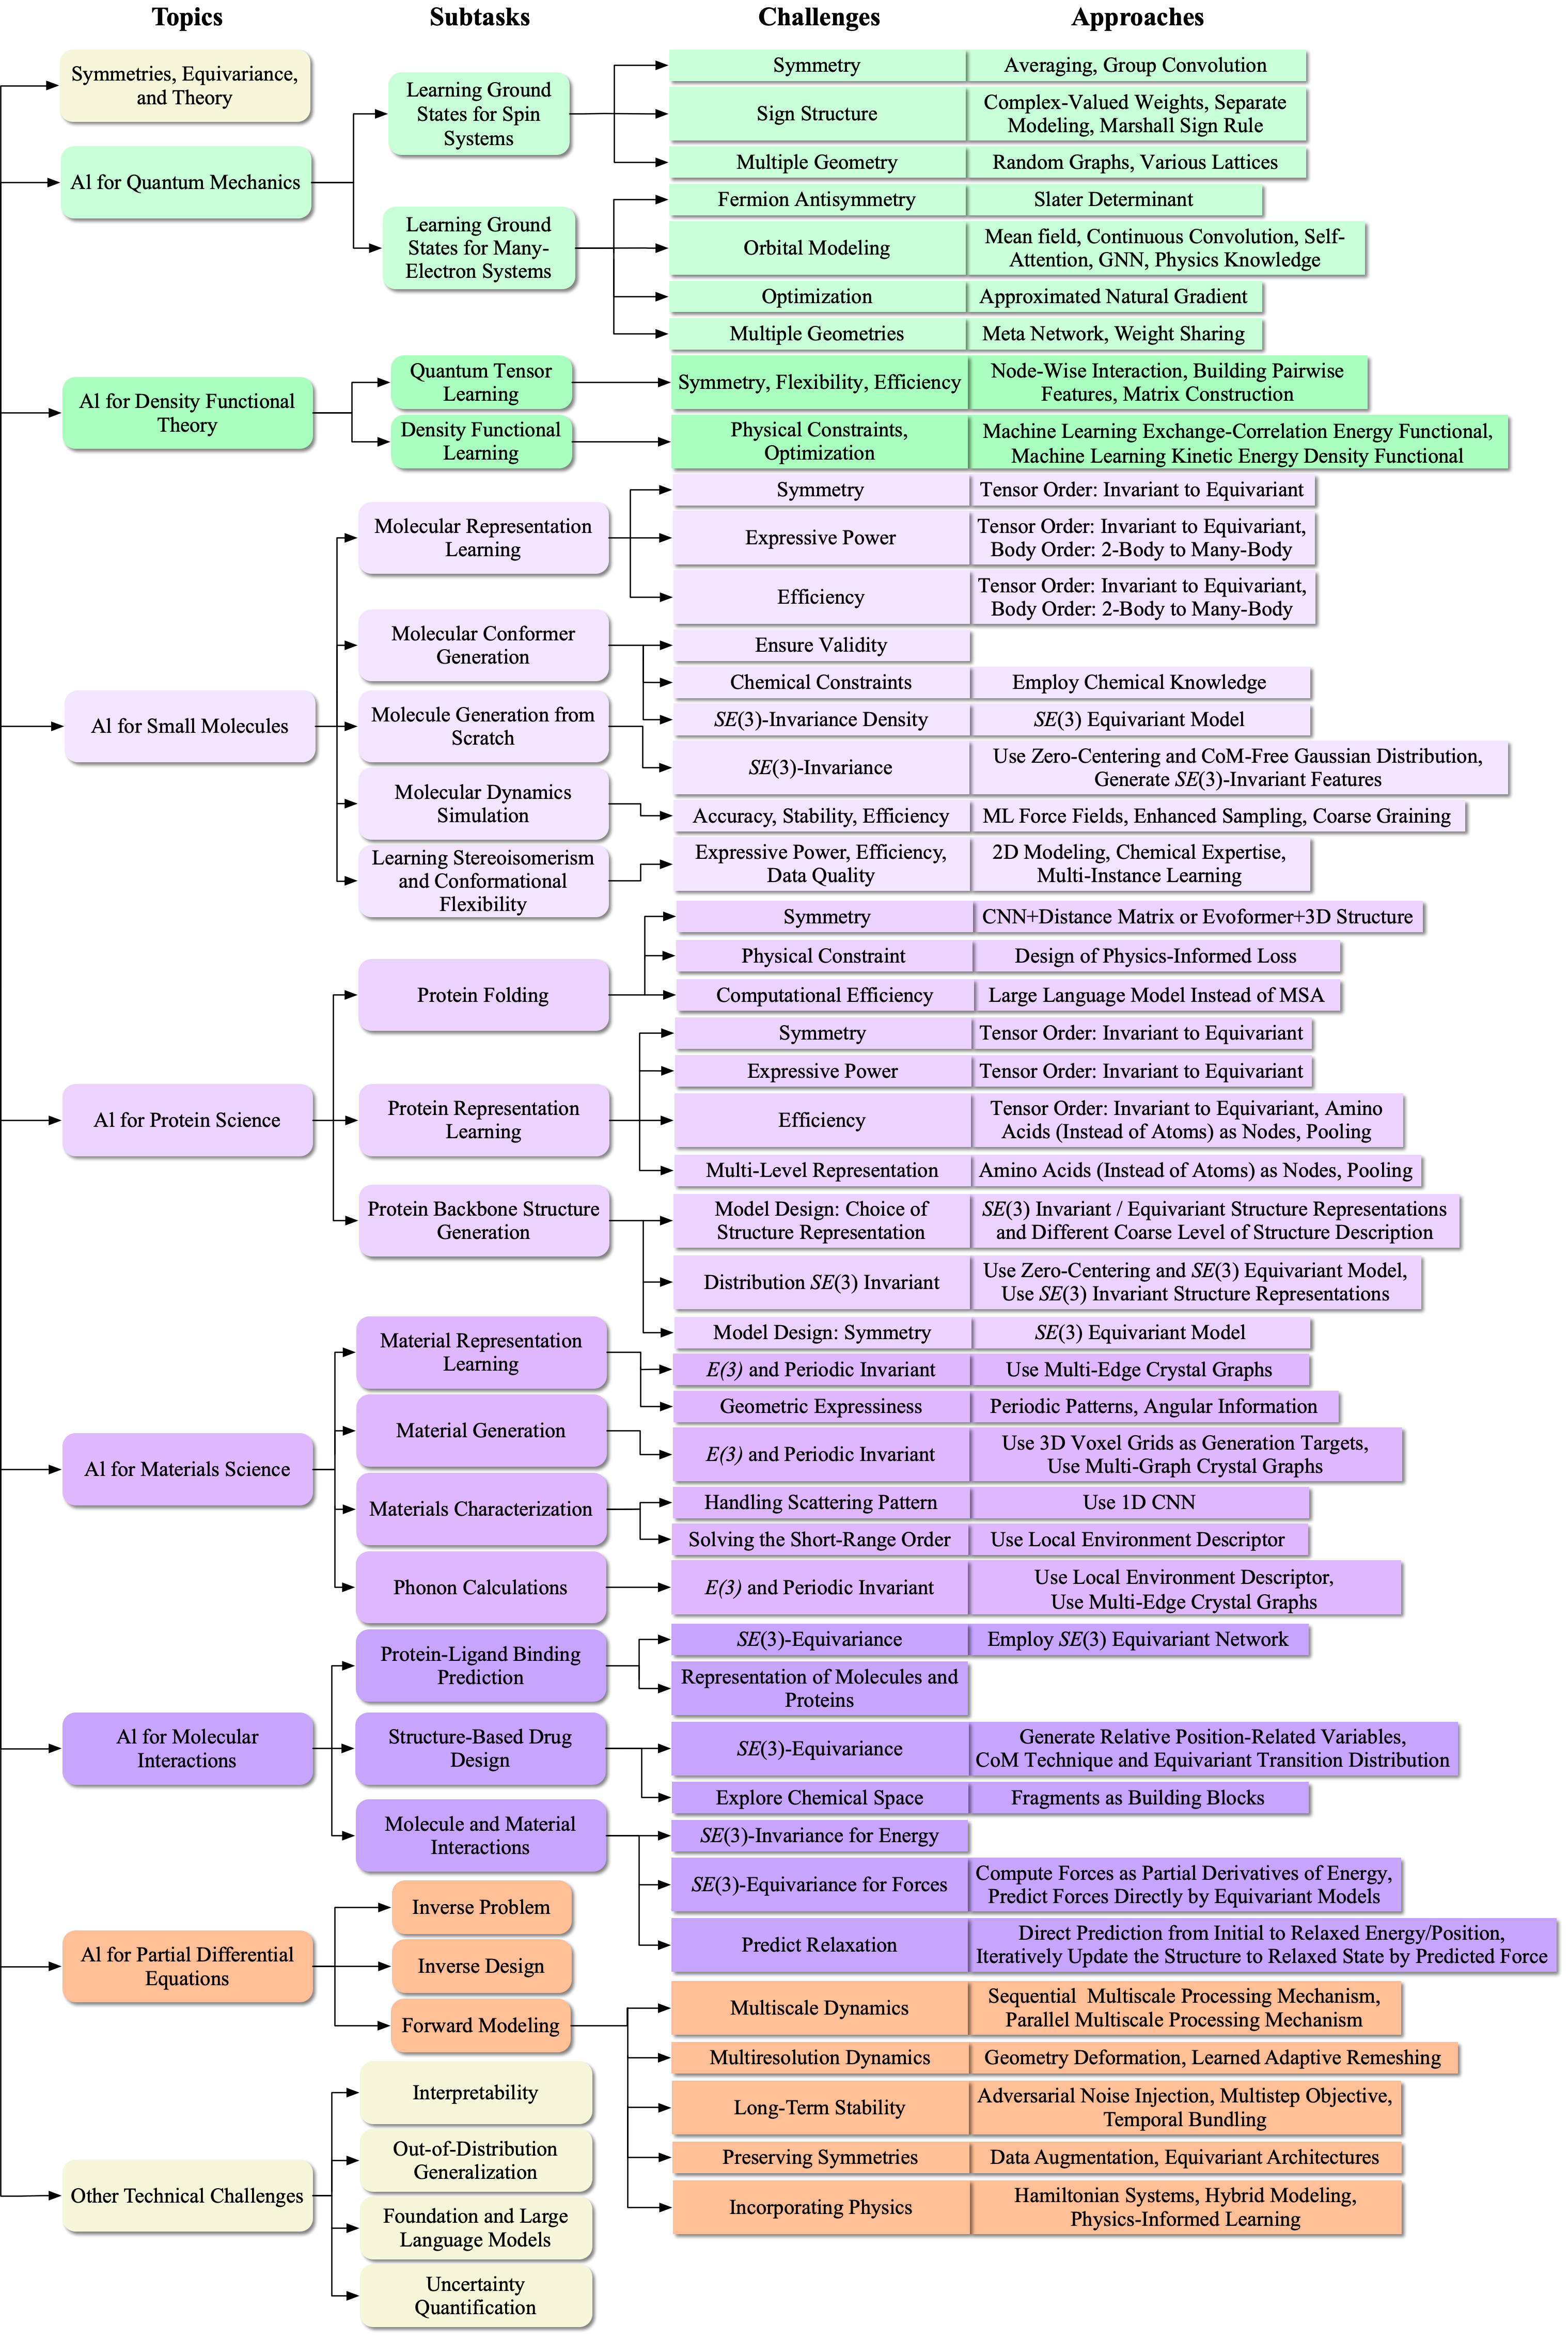 Topics
Subtasks
Challenges
Approaches
Symmetries, Equivariance,
and Theory
AI for Quantum Mechanics
Learning Ground
States for Spin
Systems
Symmetry
Averaging, Group Convolution
Sign Structure
Complex-Valued Weights, Separate
Modeling, Marshall Sign Rule
Multiple Geometry
Random Graphs, Various Lattices
Learning Ground
States for Many-
Electron Systems
Fermion Antisymmetry
Slater Determinant
Orbital Modeling
Mean field, Continuous Convolution, Self-
Attention, GNN, Physics Knowledge
Optimization
Approximated Natural Gradient
Multiple Geometries
Meta Network, Weight Sharing
AI for Density Functional
Theory
Quantum Tensor
Learning
Symmetry, Flexibility, Efficiency
Node-Wise Interaction, Building Pairwise
Features, Matrix Construction
Density Functional
Learning
Physical Constraints,
Optimization
Machine Learning Exchange-Correlation Energy Functional,
Machine Learning Kinetic Energy Density Functional
AI for Small Molecules
Molecular Representation
Learning
Symmetry
Tensor Order: Invariant to Equivariant
Expressive Power
Tensor Order: Invariant to Equivariant,
Body Order: 2-Body to Many-Body
Efficiency
Tensor Order: Invariant to Equivariant,
Body Order: 2-Body to Many-Body
Molecular Conformer
Generation
Ensure Validity
Chemical Constraints
Employ Chemical Knowledge
SE(3)-Invariance Density
SE(3) Equivariant Model
Molecule Generation from
Scratch
SE(3)-Invariance
Use Zero-Centering and CoM-Free Gaussian Distribution,
Generate SE(3)-Invariant Features
Molecular Dynamics
Simulation
Accuracy, Stability, Efficiency
ML Force Fields, Enhanced Sampling, Coarse Graining
Learning Stereoisomerism
and Conformational
Flexibility
Expressive Power, Efficiency,
Data Quality
2D Modeling, Chemical Expertise,
Multi-Instance Learning
AI for Protein Science
Protein Folding
Symmetry
CNN+Distance Matrix or Evoformer+3D Structure
Physical Constraint
Design of Physics-Informed Loss
Computational Efficiency
Large Language Model Instead of MSA
Protein Representation
Learning
Symmetry
Tensor Order: Invariant to Equivariant
Expressive Power
Tensor Order: Invariant to Equivariant
Efficiency
Tensor Order: Invariant to Equivariant, Amino
Acids (Instead of Atoms) as Nodes, Pooling
Multi-Level Representation
Amino Acids (Instead of Atoms) as Nodes, Pooling
Protein Backbone Structure
Generation
Model Design: Choice of
Structure Representation
SE(3) Invariant / Equivariant Structure Representations
and Different Coarse Level of Structure Description
Distribution SE(3) Invariant
Use Zero-Centering and SE(3) Equivariant Model,
Use SE(3) Invariant Structure Representations
Model Design: Symmetry
SE(3) Equivariant Model
AI for Materials Science
Material Representation
Learning
E(3) and Periodic Invariant
Use Multi-Edge Crystal Graphs
Geometric Expressiness
Periodic Patterns, Angular Information
Material Generation
E(3) and Periodic Invariant
Use 3D Voxel Grids as Generation Targets,
Use Multi-Graph Crystal Graphs
Materials Characterization
Handling Scattering Pattern
Use 1D CNN
Solving the Short-Range Order
Use Local Environment Descriptor
Phonon Calculations
E(3) and Periodic Invariant
Use Local Environment Descriptor,
Use Multi-Edge Crystal Graphs
AI for Molecular
Interactions
Protein-Ligand Binding
Prediction
SE(3)-Equivariance
Employ SE(3) Equivariant Network
Representation of Molecules and
Proteins
Structure-Based Drug
Design
SE(3)-Equivariance
Generate Relative Position-Related Variables,
CoM Technique and Equivariant Transition Distribution
Explore Chemical Space
Fragments as Building Blocks
Molecule and Material
Interactions
SE(3)-Invariance for Energy
SE(3)-Equivariance for Forces
Compute Forces as Partial Derivatives of Energy,
Predict Forces Directly by Equivariant Models
Predict Relaxation
Direct Prediction from Initial to Relaxed Energy/Position,
Iteratively Update the Structure to Relaxed State by Predicted Force
AI for Partial Differential
Equations
Inverse Problem
Inverse Design
Forward Modeling
Multiscale Dynamics
Sequential Multiscale Processing Mechanism,
Parallel Multiscale Processing Mechanism
Multiresolution Dynamics
Geometry Deformation, Learned Adaptive Remeshing
Long-Term Stability
Adversarial Noise Injection, Multistep Objective,
Temporal Bundling
Preserving Symmetries
Data Augmentation, Equivariant Architectures
Incorporating Physics
Hamiltonian Systems, Hybrid Modeling,
Physics-Informed Learning
Other Technical Challenges
Interpretability
Out-of-Distribution
Generalization
Foundation and Large
Language Models
Uncertainty
Quantification